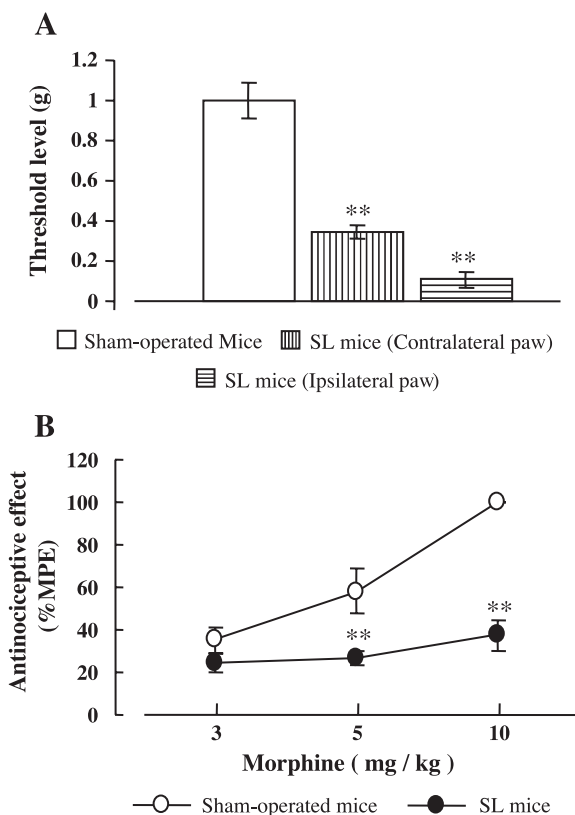 A
Threshold level (g)
1.2
1
0.8
0.6
0.4
0.2
0
**
**
Sham-operated Mice
SL mice (Contralateral paw)
SL mice (Ipsilateral paw)
B
Antinociceptive effect
(%MPE)
120
100
80
60
40
20
0
**
**
3
5
10
Morphine ( mg / kg )
Sham-operated mice
SL mice